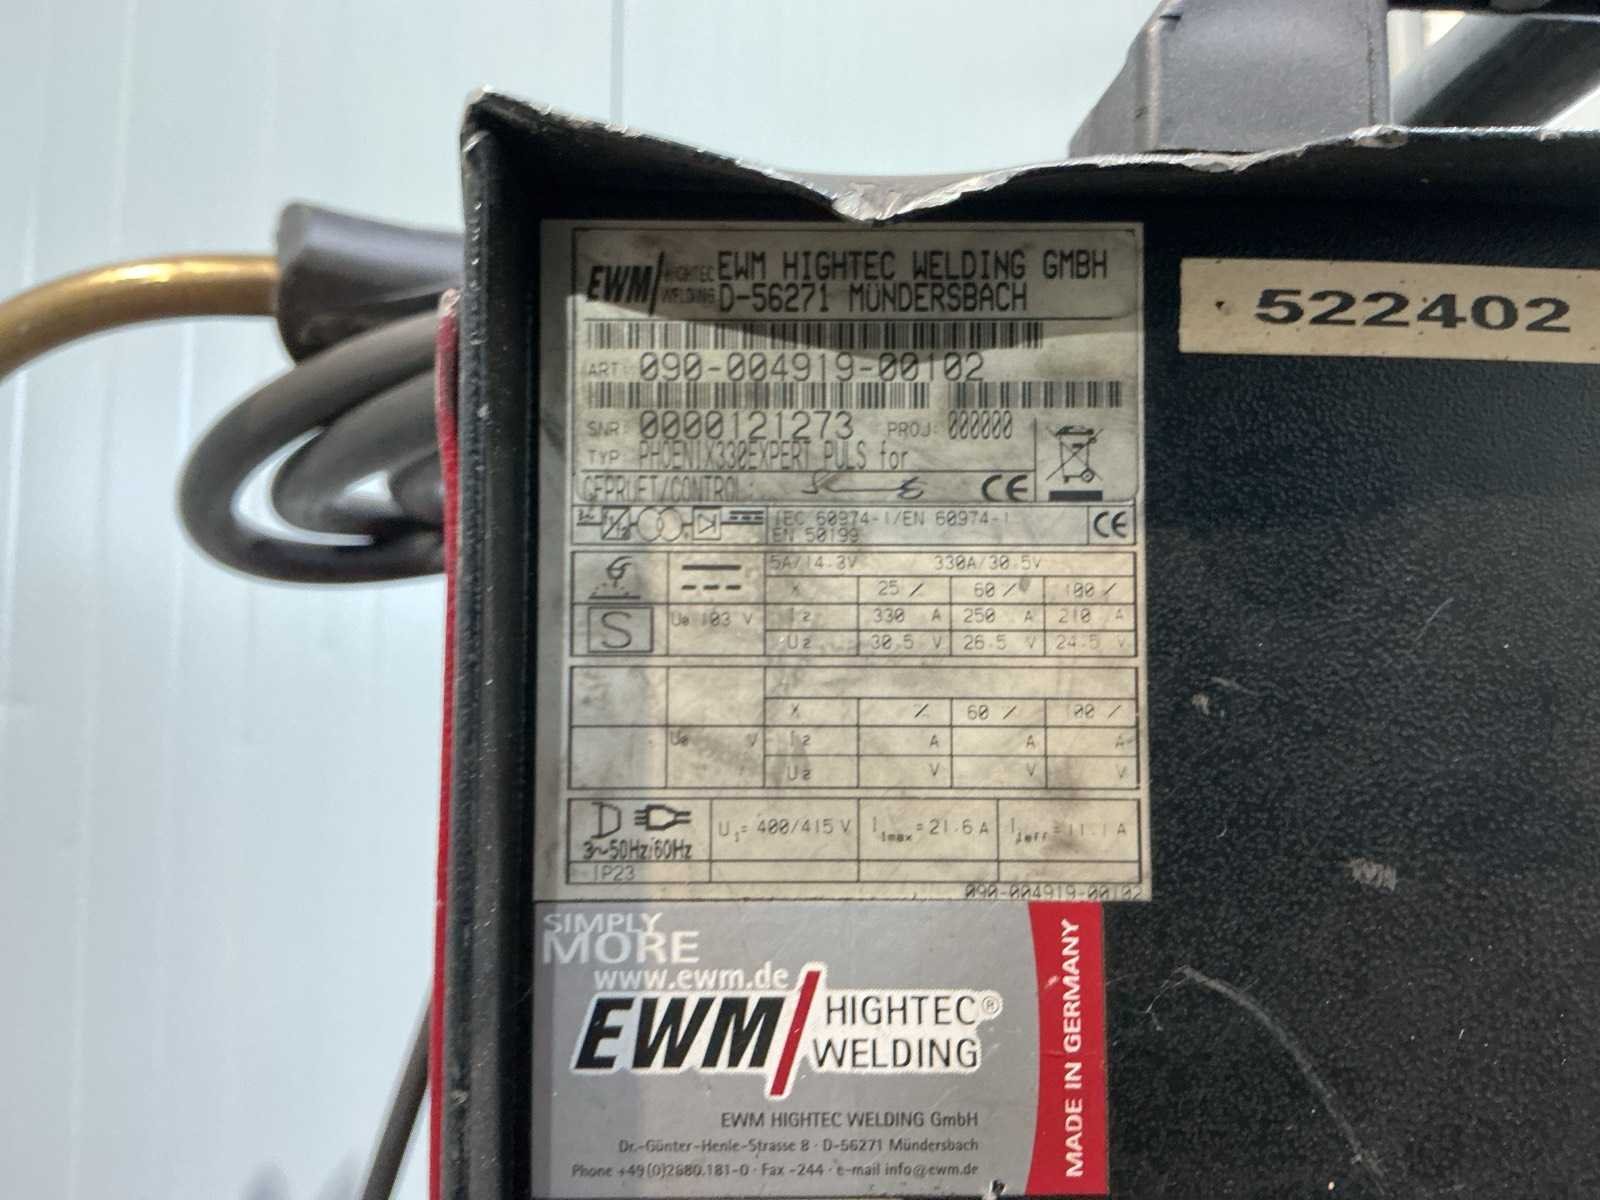 EWM HIGHTEC WELDING
EWM HIGHTEC WELDING GMBH
D-56271 MÜNDERSBACH
522402
ART: 090-004919-00102
SNR: 0000121273 PROJ: 000000
TYP: PHOENIX330EXPERT PULS for
GEPRUEFT/CONTROL:
CE
IEC 60974-1/EN 60974-1
EN 50199
CE
5A/14.3V 330A/30.5V
X 25 % 60 % 100 %
S U0 103 V I2 330 A 250 A 210 A
U2 30.5 V 26.5 V 24.5 V
X % 60 % 100 %
U0 V I2 A A A
U2 V V V
U1= 400/415 V I1max=21.6 A I1eff=11.1 A
3~50Hz/60Hz
IP23
090-004919-00102
SIMPLY
MORE
www.ewm.de
EWM HIGHTEC®
WELDING
EWM HIGHTEC WELDING GmbH
Dr.-Günter-Henle-Strasse 8 · D-56271 Mündersbach
Phone +49(0)2680.181-0 · Fax -244 · e-mail info@ewm.de
MADE IN GERMANY